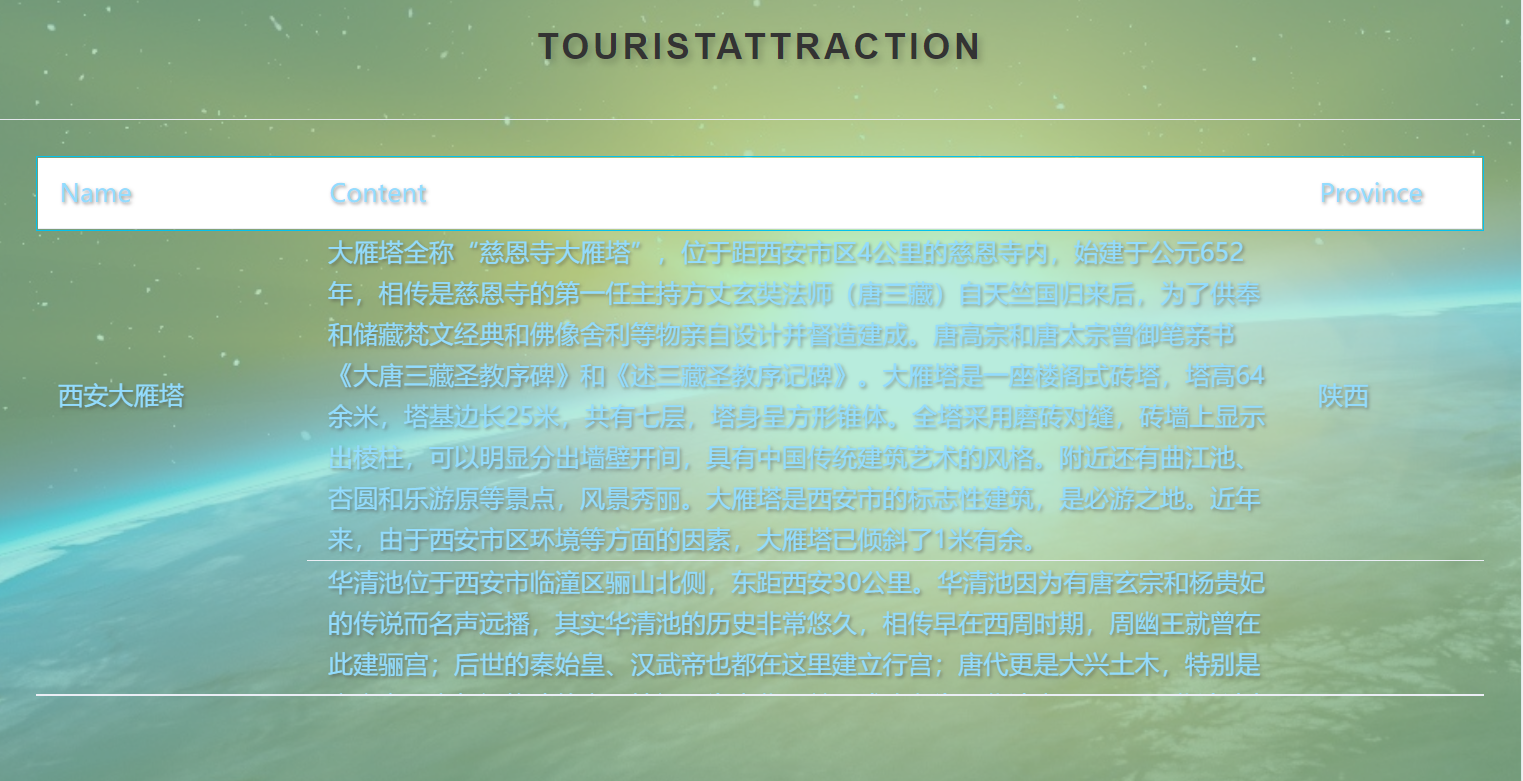 TOURISTATTRACTION
Name Content Province
大雁塔全称“慈恩寺大雁塔”，位于距西安市区4公里的慈恩寺内，始建于公元652
年，相传是慈恩寺的第一任主持方丈玄奘法师（唐三藏）自天竺国归来后，为了供奉
和储藏梵文经典和佛像舍利等物亲自设计并督造建成。唐高宗和唐太宗曾御笔亲书
《大唐三藏圣教序碑》和《述三藏圣教序记碑》。大雁塔是一座楼阁式砖塔，塔高64
西安大雁塔
陕西
余米，塔基边长25米，共有七层，塔身呈方形锥体。全塔采用磨砖对缝，砖墙上显示
出棱柱，可以明显分出墙壁开间，具有中国传统建筑艺术的风格。附近还有曲江池、
杏圆和乐游原等景点，风景秀丽。大雁塔是西安市的标志性建筑，是必游之地。近年
来，由于西安市区环境等方面的因素，大雁塔已倾斜了1米有余。
华清池位于西安市临潼区骊山北侧，东距西安30公里。华清池因为有唐玄宗和杨贵妃
的传说而名声远播，其实华清池的历史非常悠久，相传早在西周时期，周幽王就曾在
此建骊宫；后世的秦始皇、汉武帝也都在这里建立行宫；唐代更是大兴土木，特别是